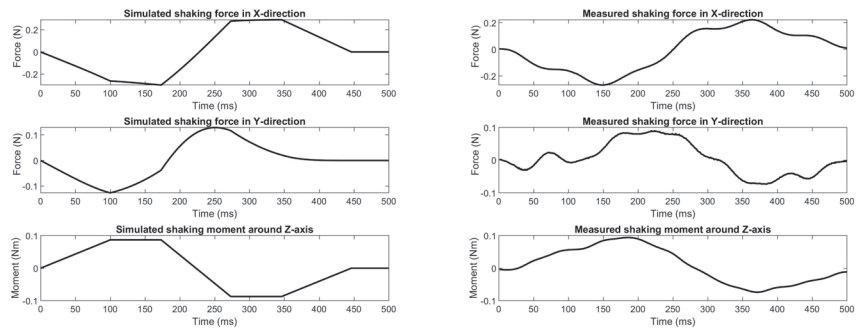 Simulated shaking force in X-direction
Force (N)
0.2
0
-0.2
0 50 100 150 200 250 300 350 400 450 500
Time (ms)
Simulated shaking force in Y-direction
Force (N)
0.1
0
-0.1
0 50 100 150 200 250 300 350 400 450 500
Time (ms)
Simulated shaking moment around Z-axis
Moment (Nm)
0.1
0
-0.1
0 50 100 150 200 250 300 350 400 450 500
Time (ms)
Measured shaking force in X-direction
Force (N)
0.2
0
-0.2
0 50 100 150 200 250 300 350 400 450 500
Time (ms)
Measured shaking force in Y-direction
Force (N)
0.1
0
-0.1
0 50 100 150 200 250 300 350 400 450 500
Time (ms)
Measured shaking moment around Z-axis
Moment (Nm)
0.1
0
-0.1
0 50 100 150 200 250 300 350 400 450 500
Time (ms)